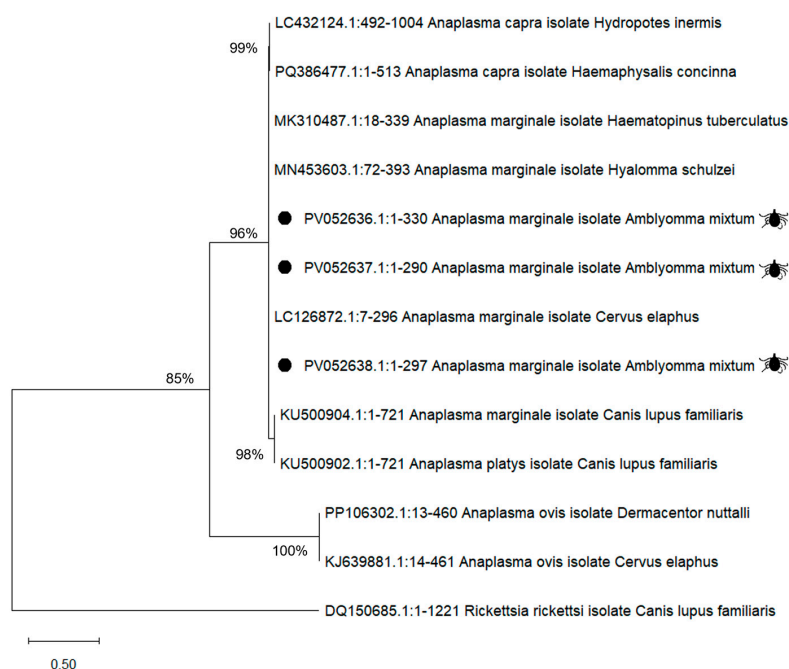 LC432124.1:492-1004 Anaplasma capra isolate Hydropotes inermis
99%
PQ386477.1:1-513 Anaplasma capra isolate Haemaphysalis concinna
MK310487.1:18-339 Anaplasma marginale isolate Haematopinus tuberculatus
MN453603.1:72-393 Anaplasma marginale isolate Hyalomma schulzei
PV052636.1:1-330 Anaplasma marginale isolate Amblyomma mixtum
96%
PV052637.1:1-290 Anaplasma marginale isolate Amblyomma mixtum
LC126872.1:7-296 Anaplasma marginale isolate Cervus elaphus
PV052638.1:1-297 Anaplasma marginale isolate Amblyomma mixtum
85%
KU500904.1:1-721 Anaplasma marginale isolate Canis lupus familiaris
98%
KU500902.1:1-721 Anaplasma platys isolate Canis lupus familiaris
PP106302.1:13-460 Anaplasma ovis isolate Dermacentor nuttalli
100%
KJ639881.1:14-461 Anaplasma ovis isolate Cervus elaphus
DQ150685.1:1-1221 Rickettsia rickettsi isolate Canis lupus familiaris
0.50